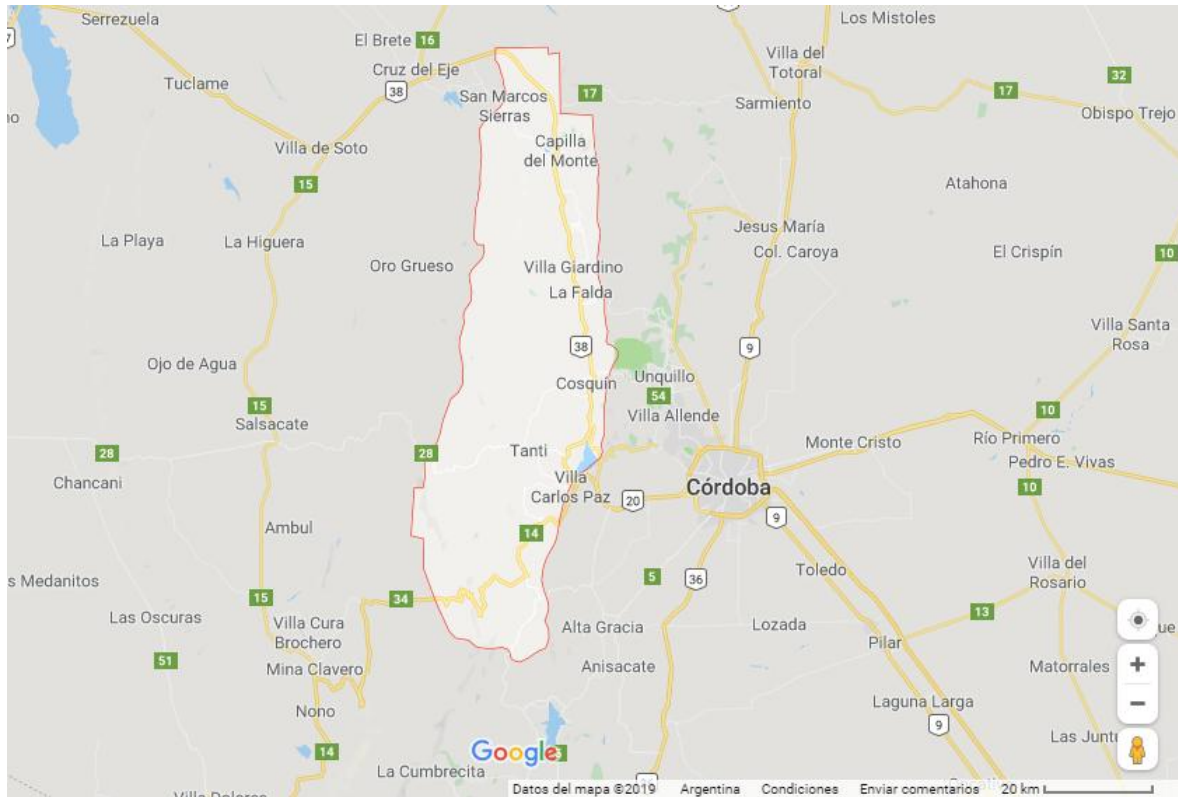 Serrezuela
Los Mistoles
El Brete
16
Villa del
Totoral
Cruz del Eje
Tuclame
38
San Marcos
Sierras
17
Sarmiento
17
32
Obispo Trejo
Villa de Soto
Capilla
del Monte
15
Atahona
La Playa
La Higuera
Oro Grueso
Villa Giardino
La Falda
Jesus María
Col. Caroya
El Crispín
10
38
9
Villa Santa
Rosa
Ojo de Agua
Cosquín
Unquillo
54
Villa Allende
15
Salsacate
10
28
Chancani
28
Tanti
Monte Cristo
Río Primero
Pedro E. Vivas
10
Villa
Carlos Paz
20
Córdoba
9
Ambul
14
s Medanitos
15
34
5
36
Toledo
Villa del
Rosario
Las Oscuras
Villa Cura
Brochero
Alta Gracia
Lozada
13
Pilar
51
Mina Clavero
Anisacate
Matorrales
Nono
Laguna Larga
9
14
Google
Las Juntu
La Cumbrecita
Datos del mapa ©2019 Argentina Condiciones Enviar comentarios 20 km